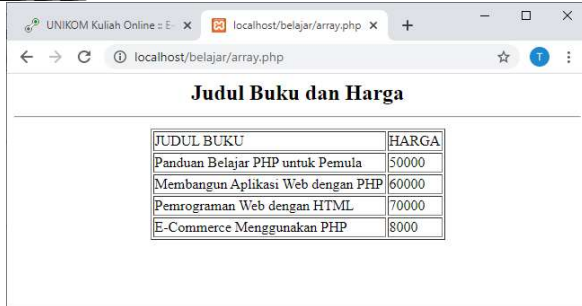 UNIKOM Kuliah Online :: E-
localhost/belajar/array.php
localhost/belajar/array.php
T
Judul Buku dan Harga
JUDUL BUKU HARGA
Panduan Belajar PHP untuk Pemula 50000
Membangun Aplikasi Web dengan PHP 60000
Pemrograman Web dengan HTML 70000
E-Commerce Menggunakan PHP 8000